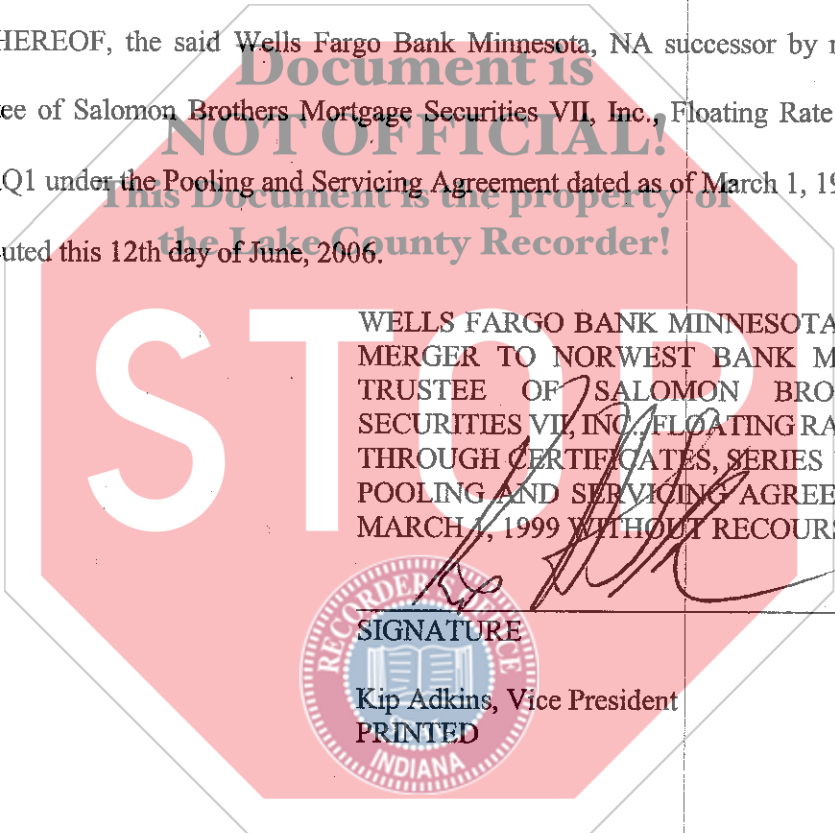 HEREOF, the said Wells Fargo Bank Minnesota, NA successor by
Document is
ee of Salomon Brothers Mortgage Securities VII, Inc., Floating Rate
NOT OFFICIAL!
Q1 under the Pooling and Servicing Agreement dated as of March 1, 19
This Document is the property of
uted this 12th day of June, 2006.
the Lake County Recorder!
STOP
WELLS FARGO BANK MINNESOTA
MERGER TO NORWEST BANK M
TRUSTEE OF SALOMON BRO
SECURITIES VII, INC., FLOATING RA
THROUGH CERTIFICATES, SERIES
POOLING AND SERVICING AGREE
MARCH 1, 1999 WITHOUT RECOURS
RECORDER'S OFFICE
SIGNATURE
Kip Adkins, Vice President
SEAL
PRINTED
INDIANA